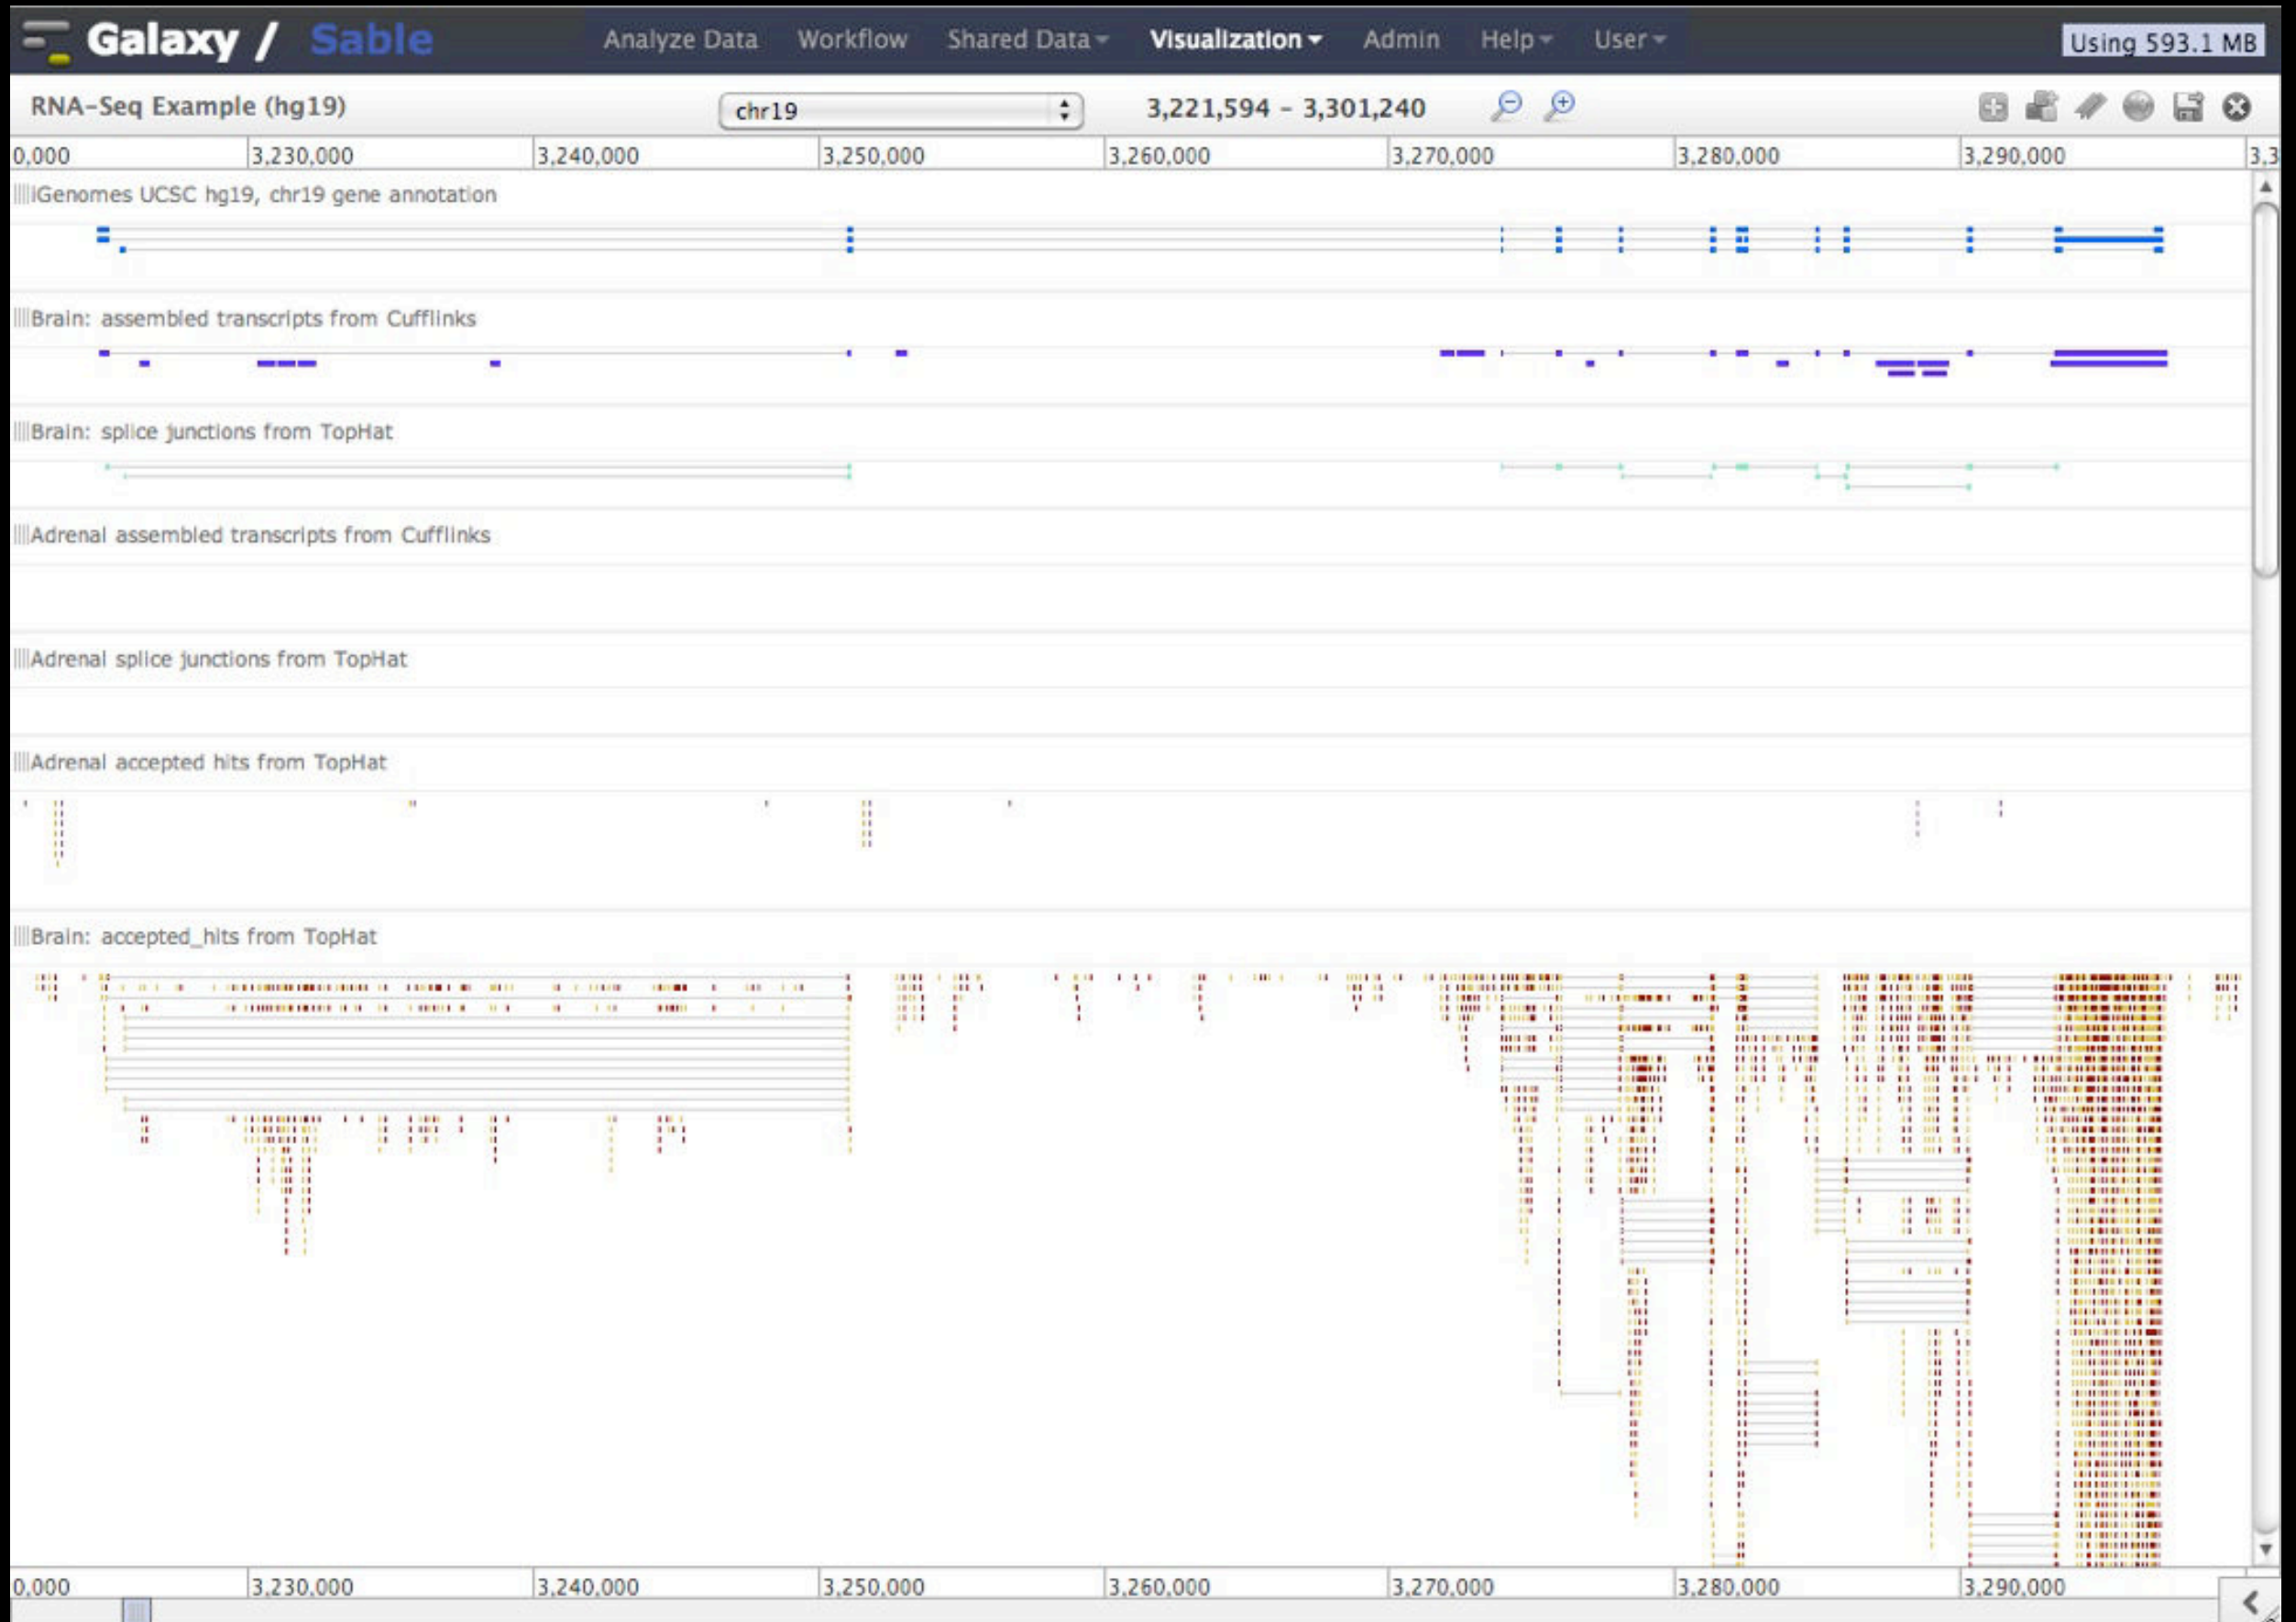 Galaxy / Sable Analyze Data Workflow Shared Data Visualization Admin Help User Using 593.1 MB
RNA-Seq Example (hg19) chr19 3,221,594 - 3,301,240
0,000 3,230,000 3,240,000 3,250,000 3,260,000 3,270,000 3,280,000 3,290,000 3,3
iGenomes UCSC hg19, chr19 gene annotation
Brain: assembled transcripts from Cufflinks
Brain: splice junctions from TopHat
Adrenal assembled transcripts from Cufflinks
Adrenal splice junctions from TopHat
Adrenal accepted hits from TopHat
Brain: accepted_hits from TopHat
0,000 3,230,000 3,240,000 3,250,000 3,260,000 3,270,000 3,280,000 3,290,000